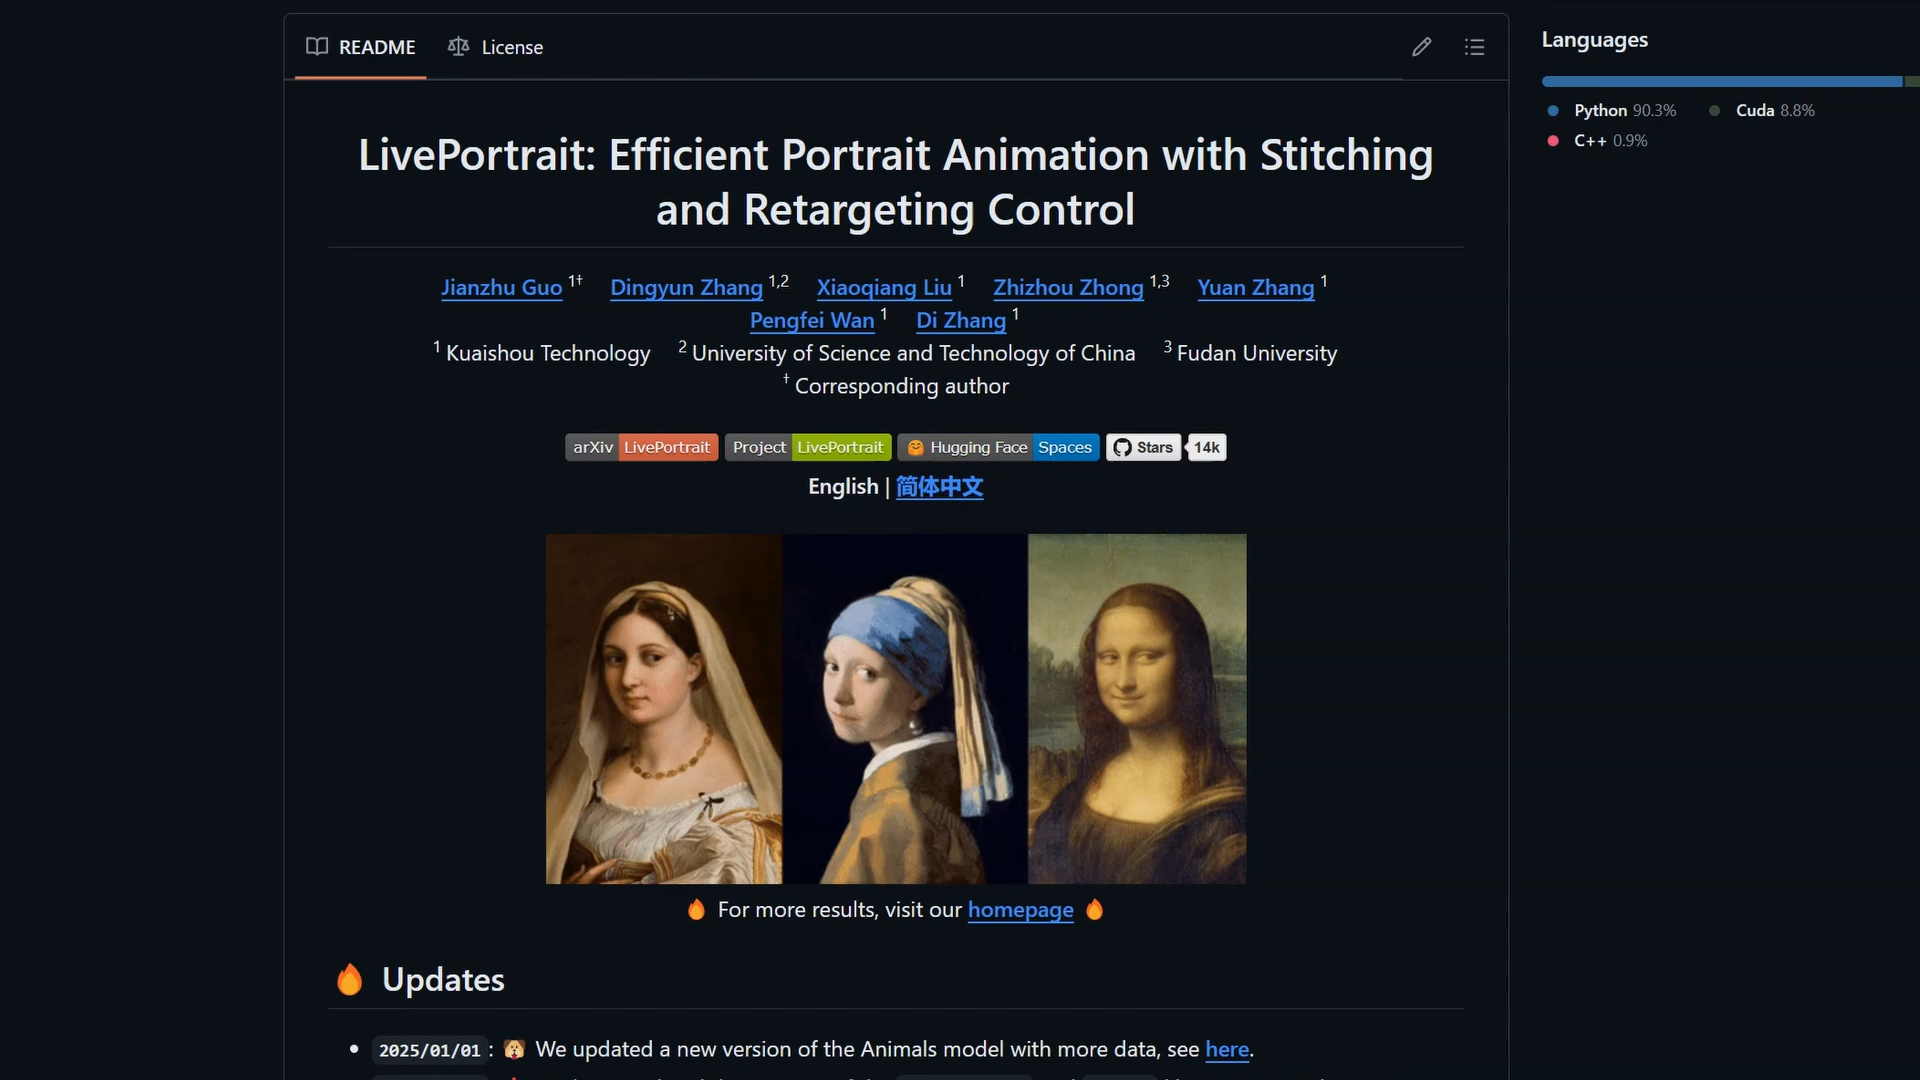 README License
Languages
Python 90.3% Cuda 8.8%
C++ 0.9%
LivePortrait: Efficient Portrait Animation with Stitching
and Retargeting Control
Jianzhu Guo 1† Dingyun Zhang 1,2 Xiaoqiang Liu 1 Zhizhou Zhong 1,3 Yuan Zhang 1
Pengfei Wan 1 Di Zhang 1
1 Kuaishou Technology 2 University of Science and Technology of China 3 Fudan University
† Corresponding author
arXiv LivePortrait Project LivePortrait Hugging Face Spaces Stars 14k
English | 简体中文
🔥 For more results, visit our homepage 🔥
🔥 Updates
2025/01/01: 🐶 We updated a new version of the Animals model with more data, see here.